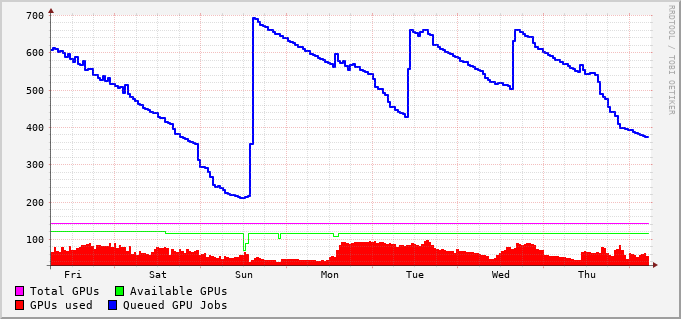 700
600
500
400
300
200
100
Fri Sat Sun Mon Tue Wed Thu
Total GPUs Available GPUs
GPUs used Queued GPU Jobs
RRDTOOL / TOBI OETIKER